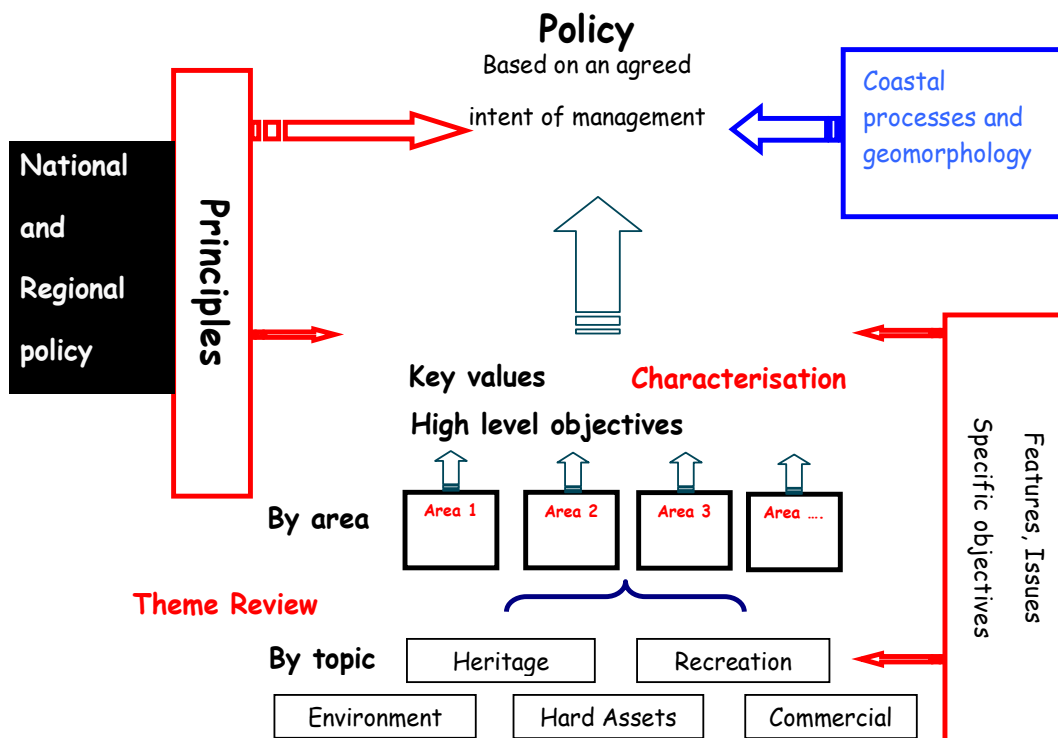 Policy
Based on an agreed
intent of management
Coastal
processes and
geomorphology
National
and
Regional
policy
Principles
Key values
Characterisation
High level objectives
By area
Area 1
Area 2
Area 3
Area ....
Features, Issues
Specific objectives
Theme Review
By topic
Heritage
Recreation
Environment
Hard Assets
Commercial